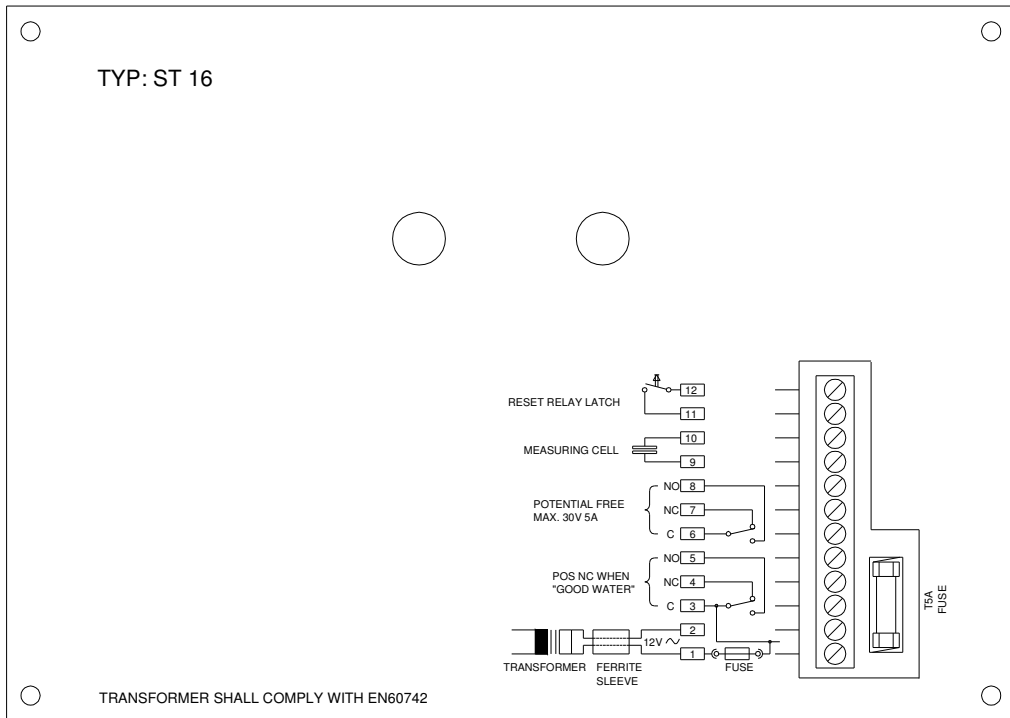 TYP: ST 16
RESET RELAY LATCH
12
11
MEASURING CELL
10
9
POTENTIAL FREE
MAX. 30V 5A
NO 8
NC 7
C 6
POS NC WHEN
"GOOD WATER"
NO 5
NC 4
C 3
2
12V
1
TRANSFORMER
FERRITE
SLEEVE
FUSE
T5A
FUSE
TRANSFORMER SHALL COMPLY WITH EN60742